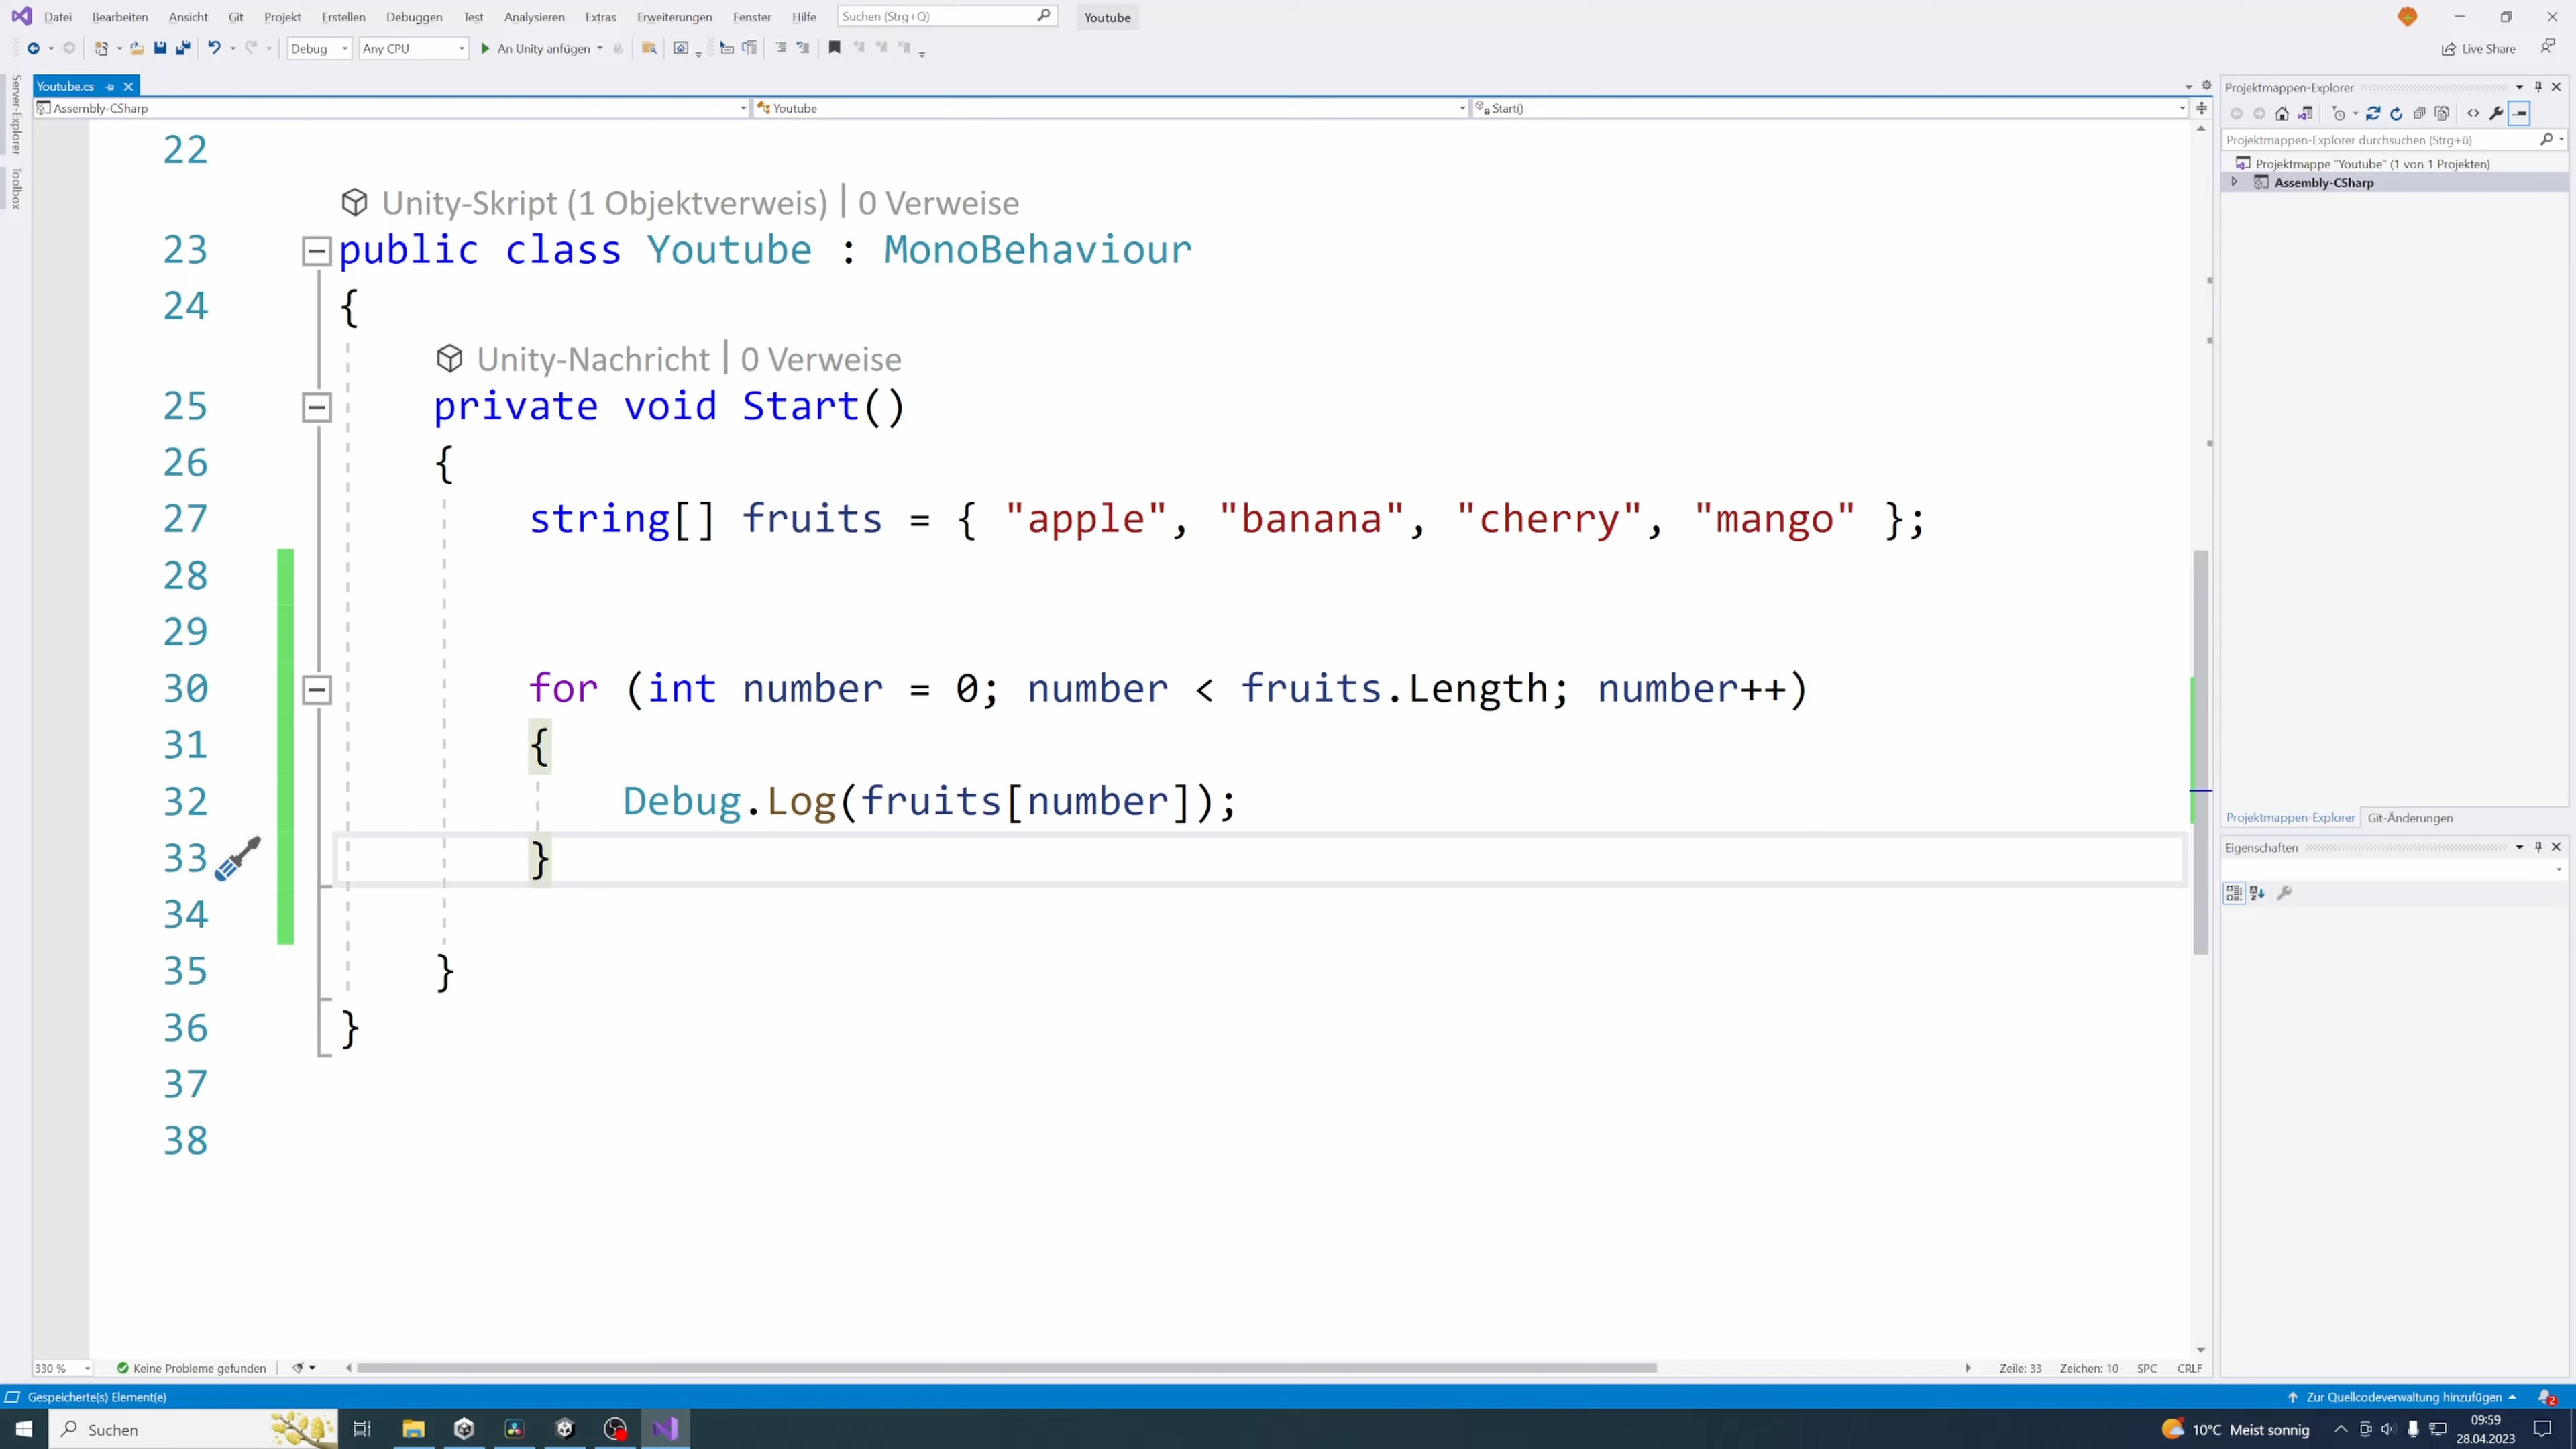 Datei Bearbeiten Ansicht Git Projekt Erstellen Debuggen Test Analysieren Extras Erweiterungen Fenster Hilfe Suchen (Strg+Q) Youtube
Debug Any CPU An Unity anfügen Live Share
Server-Explorer
Toolbox
Youtube.cs
Assembly-CSharp Youtube Start()
22
Unity-Skript (1 Objektverweis) | 0 Verweise
23 public class Youtube : MonoBehaviour
24 {
Unity-Nachricht | 0 Verweise
25 private void Start()
26 {
27 string[] fruits = { "apple", "banana", "cherry", "mango" };
28
29
30 for (int number = 0; number < fruits.Length; number++)
31 {
32 Debug.Log(fruits[number]);
33 }
34
35 }
36 }
37
38
330 % Keine Probleme gefunden Zeile: 33 Zeichen: 10 SPC CRLF
Projektmappen-Explorer
Projektmappen-Explorer durchsuchen (Strg+ü)
Projektmappe "Youtube" (1 von 1 Projekten)
Assembly-CSharp
Projektmappen-Explorer Git-Änderungen
Eigenschaften
Gespeicherte(s) Element(e) Zur Quellcodeverwaltung hinzufügen 2
Suchen 10°C Meist sonnig 09:59
28.04.2023